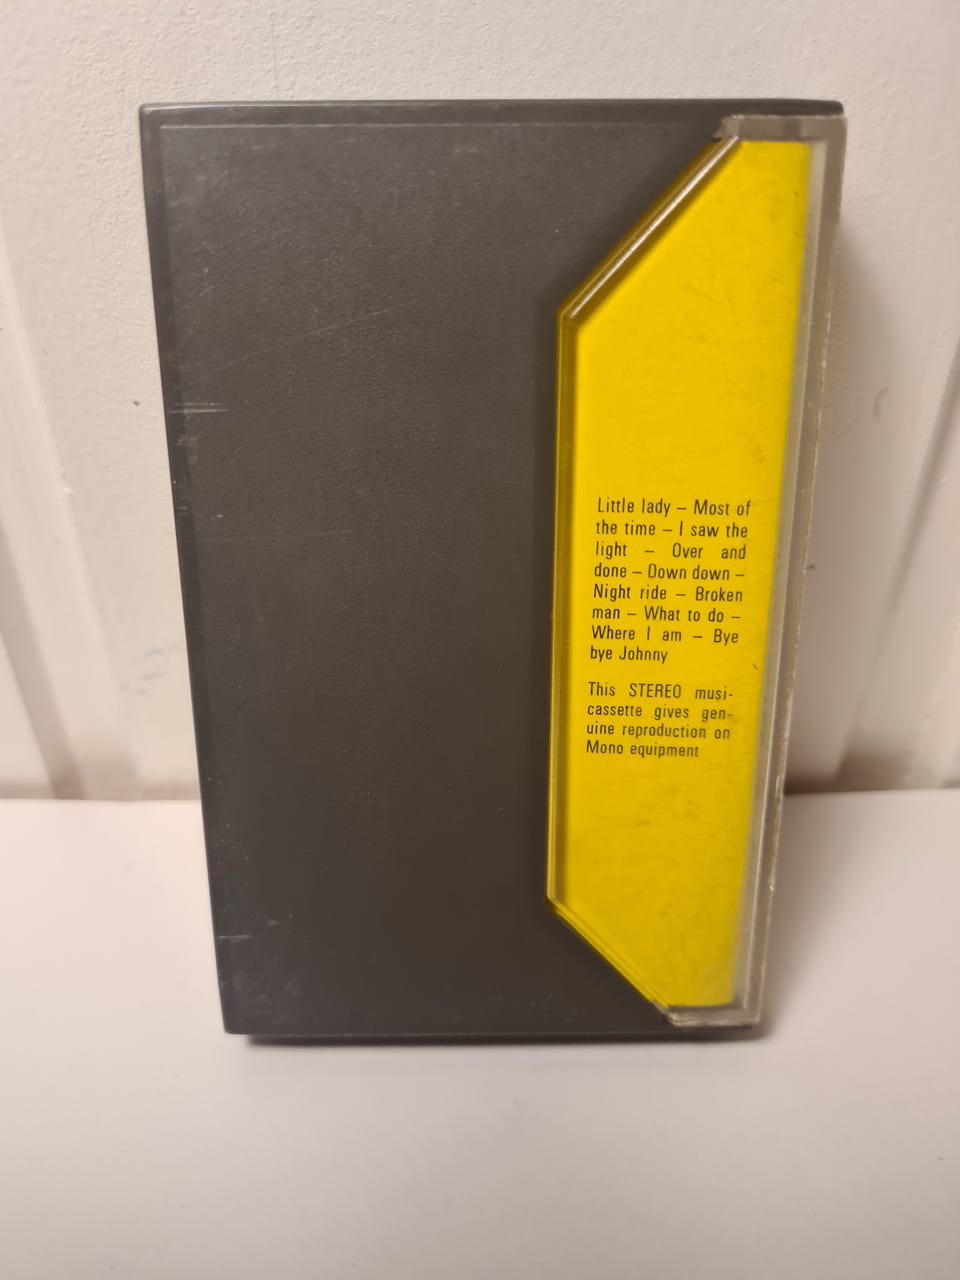 Little lady – Most of
the time – I saw the
light – Over and
done – Down down –
Night ride – Broken
man – What to do –
Where I am – Bye
bye Johnny
This STEREO musi-
cassette gives gen-
uine reproduction on
Mono equipment